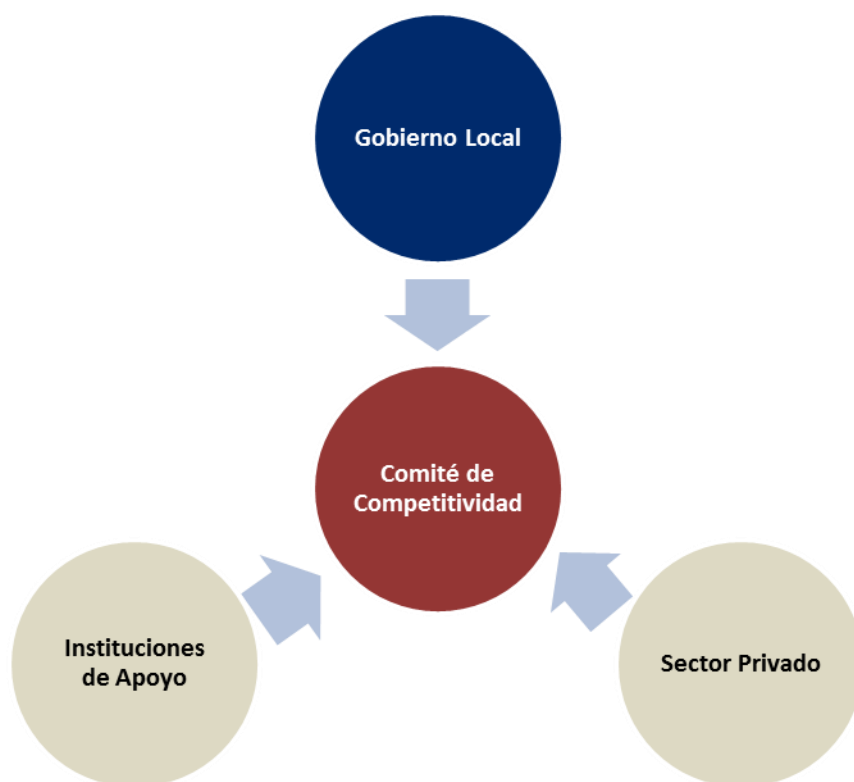 Gobierno Local
Comité de
Competitividad
Instituciones
de Apoyo
Sector Privado